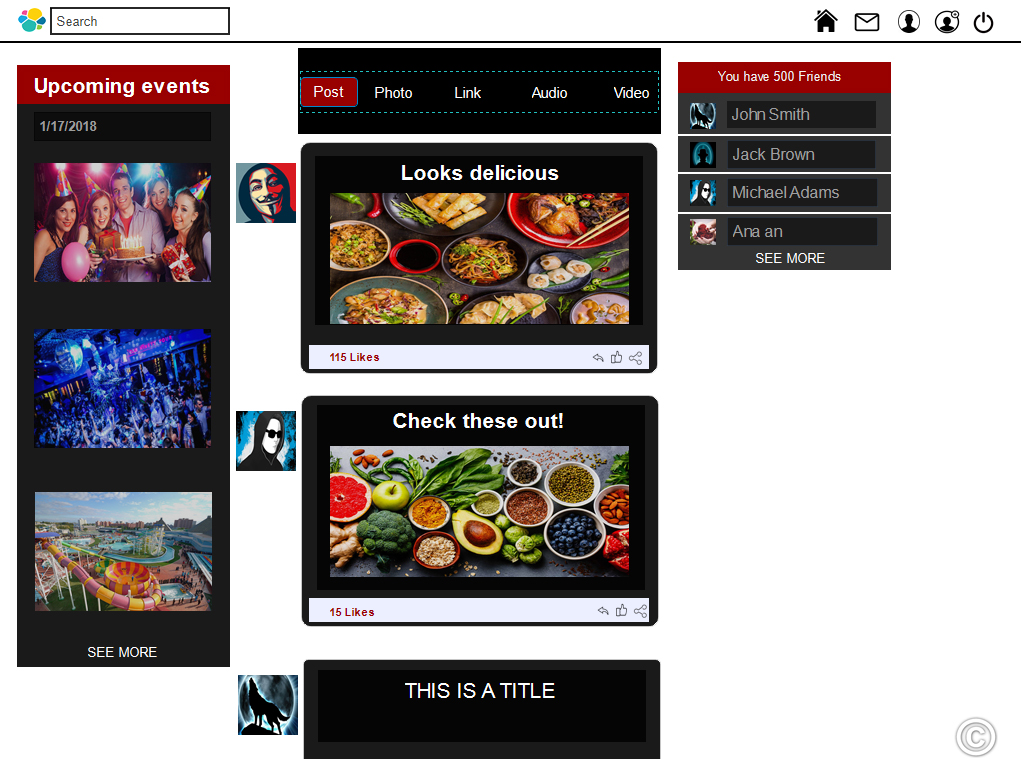 Search
Upcoming events
1/17/2018
SEE MORE
Post Photo Link Audio Video
Looks delicious
115 Likes
Check these out!
15 Likes
THIS IS A TITLE
You have 500 Friends
John Smith
Jack Brown
Michael Adams
Ana an
SEE MORE
©